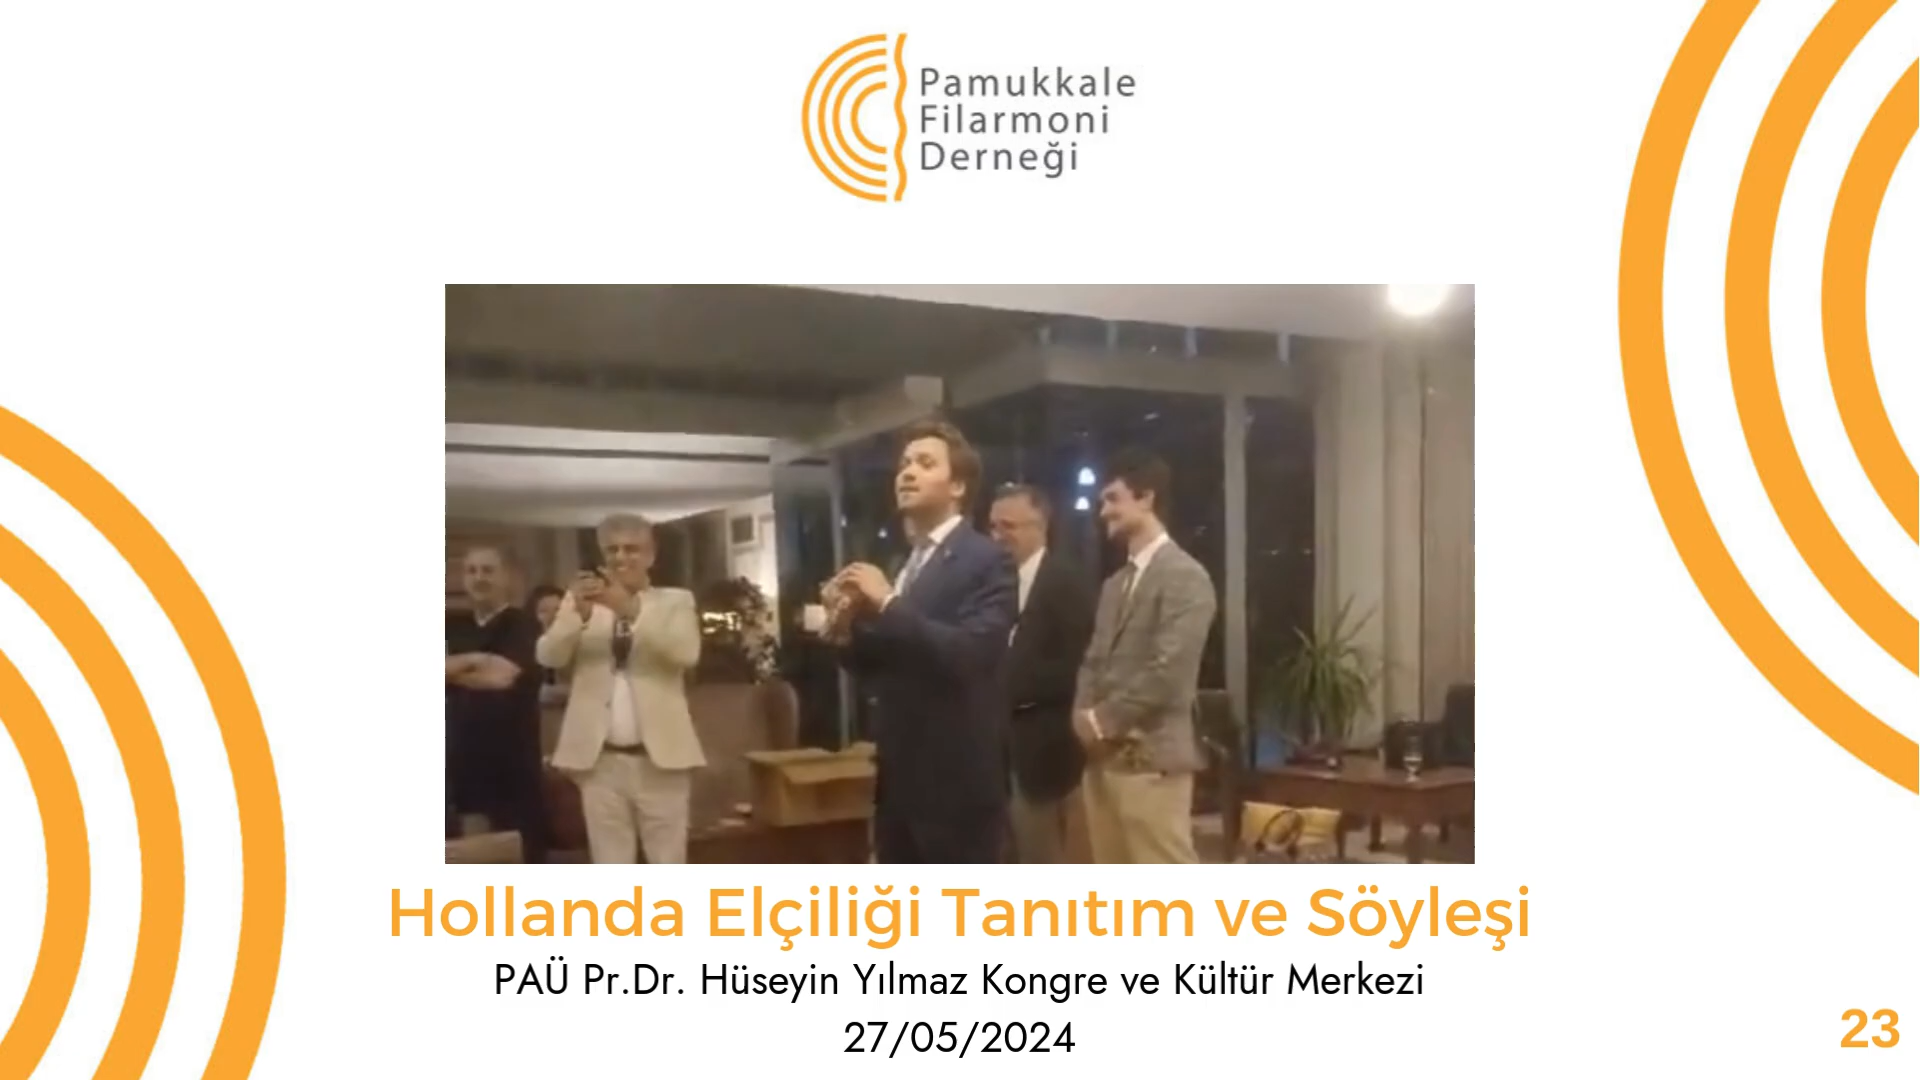 Pamukkale
Filarmoni
Derneği
Hollanda Elçiliği Tanıtım ve Söyleşi
PAÜ Pr.Dr. Hüseyin Yılmaz Kongre ve Kültür Merkezi
27/05/2024
23